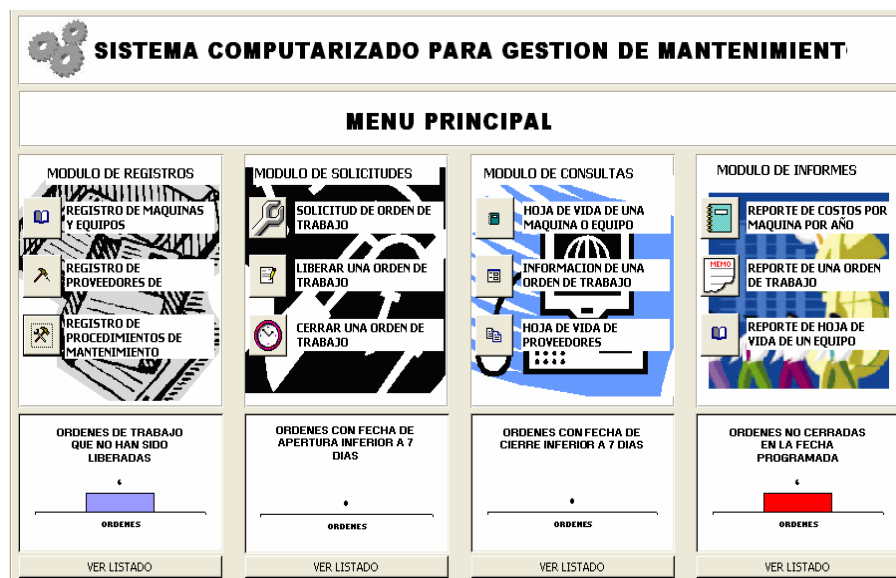 SISTEMA COMPUTARIZADO PARA GESTION DE MANTENIMIENT
MENU PRINCIPAL
MODULO DE REGISTROS
REGISTRO DE MAQUINAS
Y EQUIPOS
REGISTRO DE
PROVEEDORES DE
REGISTRO DE
PROCEDIMIENTOS DE
MANTENIMIENTO
MODULO DE SOLICITUDES
SOLICITUD DE ORDEN DE
TRABAJO
LIBERAR UNA ORDEN DE
TRABAJO
CERRAR UNA ORDEN DE
TRABAJO
MODULO DE CONSULTAS
HOJA DE VIDA DE UNA
MAQUINA O EQUIPO
INFORMACION DE UNA
ORDEN DE TRABAJO
HOJA DE VIDA DE
PROVEEDORES
MODULO DE INFORMES
REPORTE DE COSTOS POR
MAQUINA POR AÑO
MEMO
REPORTE DE UNA ORDEN
DE TRABAJO
REPORTE DE HOJA DE
VIDA DE UN EQUIPO
ORDENES DE TRABAJO
QUE NO HAN SIDO
LIBERADAS
6
ORDENES
VER LISTADO
ORDENES CON FECHA DE
APERTURA INFERIOR A 7
DIAS
0
ORDENES
VER LISTADO
ORDENES CON FECHA DE
CIERRE INFERIOR A 7 DIAS
0
ORDENES
VER LISTADO
ORDENES NO CERRADAS
EN LA FECHA
PROGRAMADA
6
ORDENES
VER LISTADO